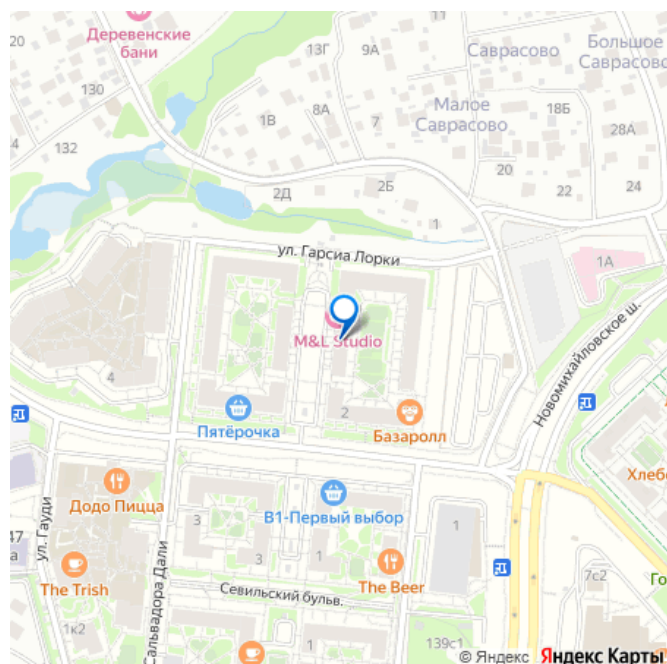 Деревенские
бани
13Г
9А
Саврасово
Большое
Саврасово
130
8А
7
Малое
Саврасово
18Б
1В
28А
4
132
20
2Д
2Б
22
24
1
ул. Гарсиа Лорки
1А
M&L Studio
Новомихайловское ш.
4
2
Пятёрочка
Базаролл
Хлебо
Додо Пицца
В1-Первый выбор
47
а
ул. Гауди
3
1
Сальвадора Дали
The Trish
3
1
The Beer
7с2
Го
Севильский бульв.
1к2
1
139с1
© Яндекс Яндекс Карты